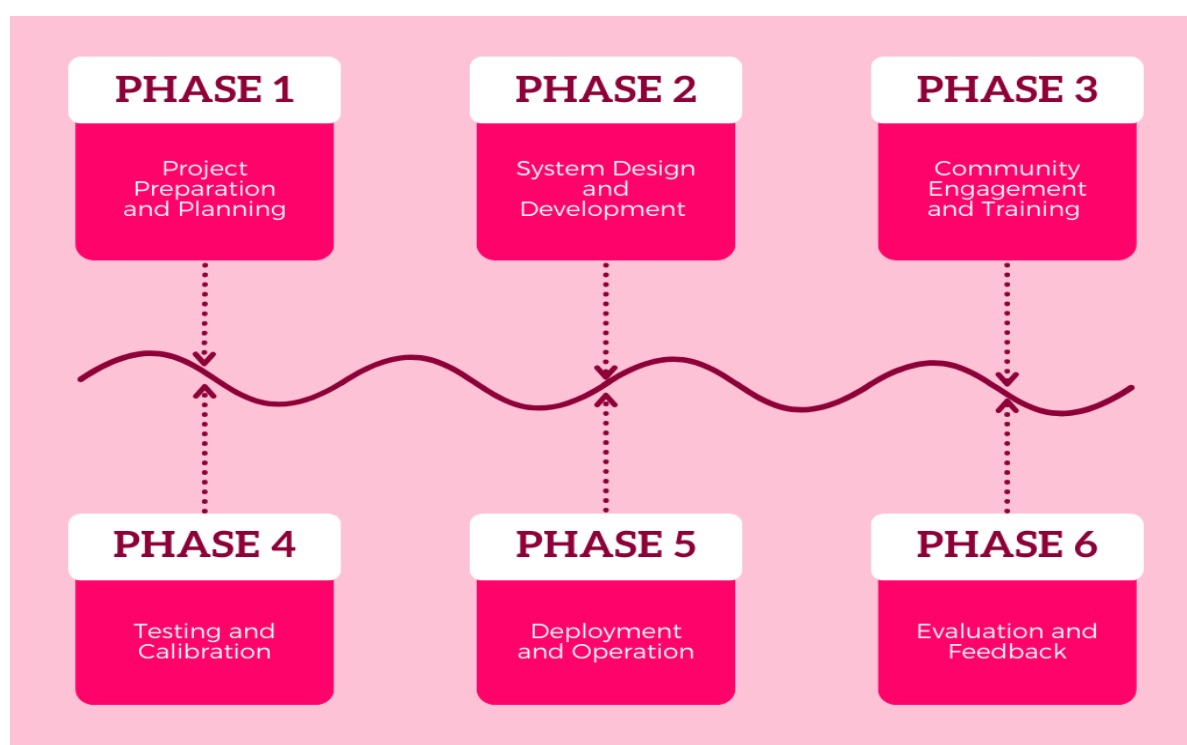 PHASE 1
Project
Preparation
and Planning
PHASE 2
System Design
and
Development
PHASE 3
Community
Engagement
and Training
PHASE 4
Testing and
Calibration
PHASE 5
Deployment
and Operation
PHASE 6
Evaluation and
Feedback